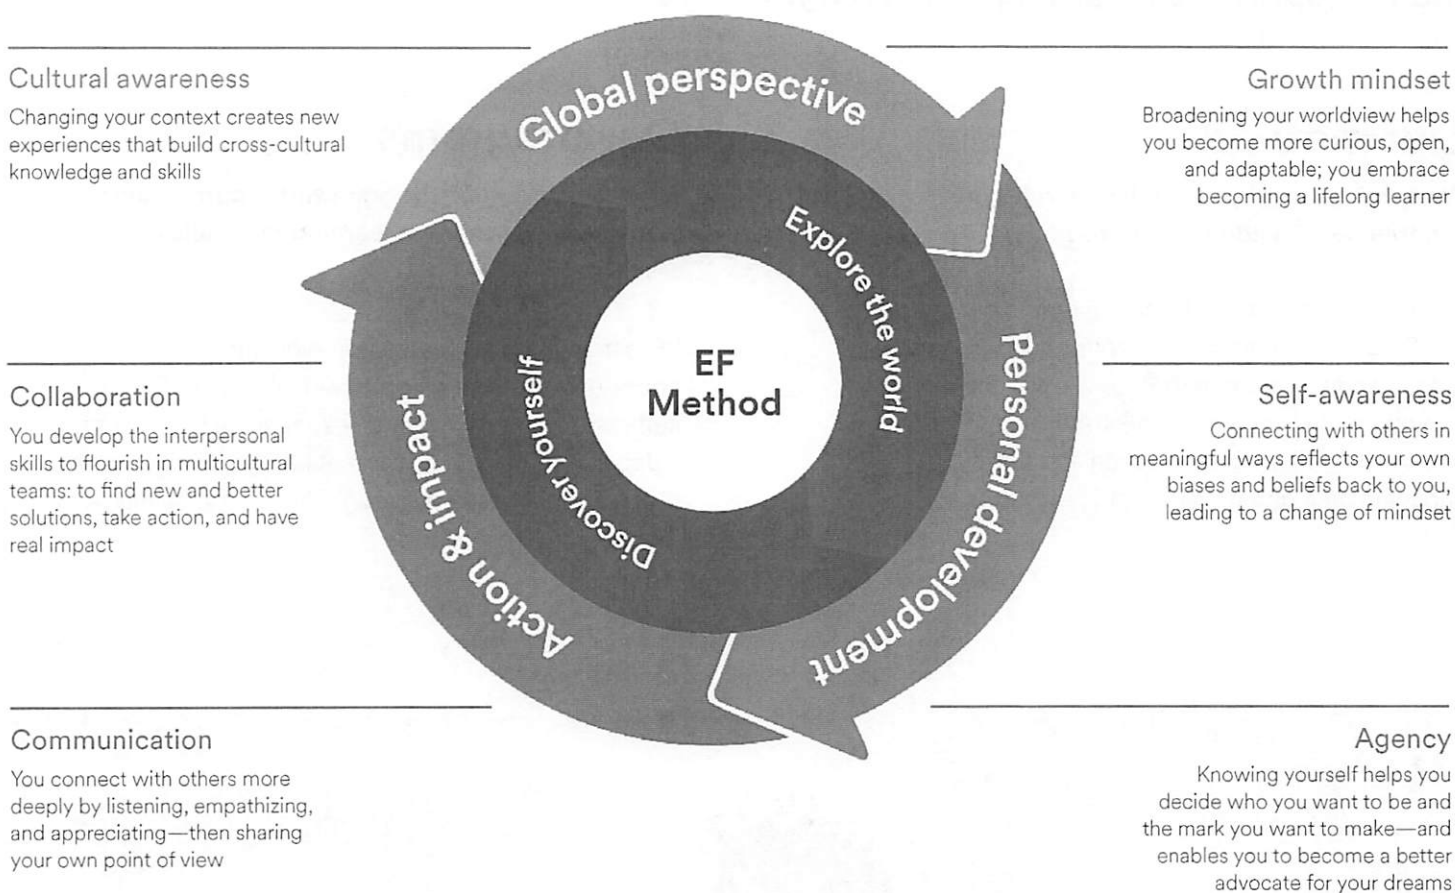 Cultural awareness
Changing your context creates new
experiences that build cross-cultural
knowledge and skills
Collaboration
You develop the interpersonal
skills to flourish in multicultural
teams: to find new and better
solutions, take action, and have
real impact
Communication
You connect with others more
deeply by listening, empathizing,
and appreciating—then sharing
your own point of view
Global perspective
Personal development
Action & impact
Explore the world
Discover yourself
EF
Method
Growth mindset
Broadening your worldview helps
you become more curious, open,
and adaptable; you embrace
becoming a lifelong learner
Self-awareness
Connecting with others in
meaningful ways reflects your own
biases and beliefs back to you,
leading to a change of mindset
Agency
Knowing yourself helps you
decide who you want to be and
the mark you want to make—and
enables you to become a better
advocate for your dreams